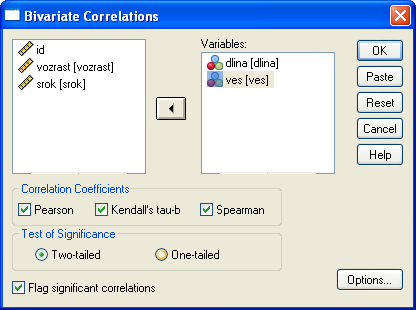 Bivariate Correlations
Variables:
id
vozrast [vozrast]
srok [srok]
dlina [dlina]
ves [ves]
OK
Paste
Reset
Cancel
Help
Correlation Coefficients
Pearson Kendall's tau-b Spearman
Test of Significance
Two-tailed One-tailed
Flag significant correlations
Options...